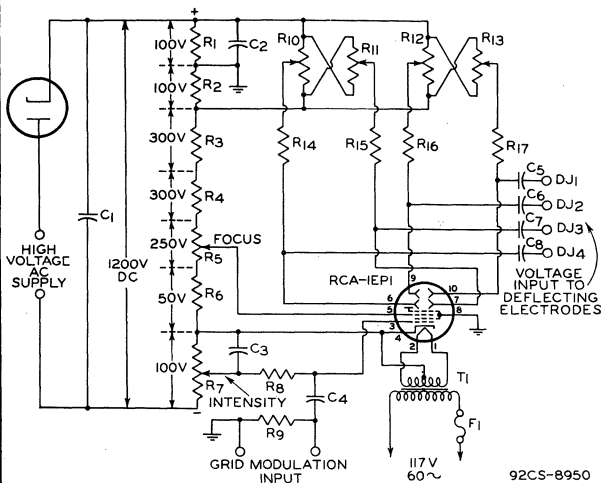 +
100V
R1
C2
R10
R11
R12
R13
100V
R2
300V
R3
R14
R15
R16
R17
300V
R4
C5
DJ1
C6
DJ2
C7
DJ3
C8
DJ4
HIGH
VOLTAGE
AC
SUPPLY
C1
1200V
DC
250V
FOCUS
R5
RCA-1EP1
9
10
6
7
5
8
3
4
2
1
VOLTAGE
INPUT TO
DEFLECTING
ELECTRODES
50V
R6
100V
R7
C3
R8
INTENSITY
C4
R9
T1
F1
−
GRID MODULATION
INPUT
117V
60~
92CS-8950